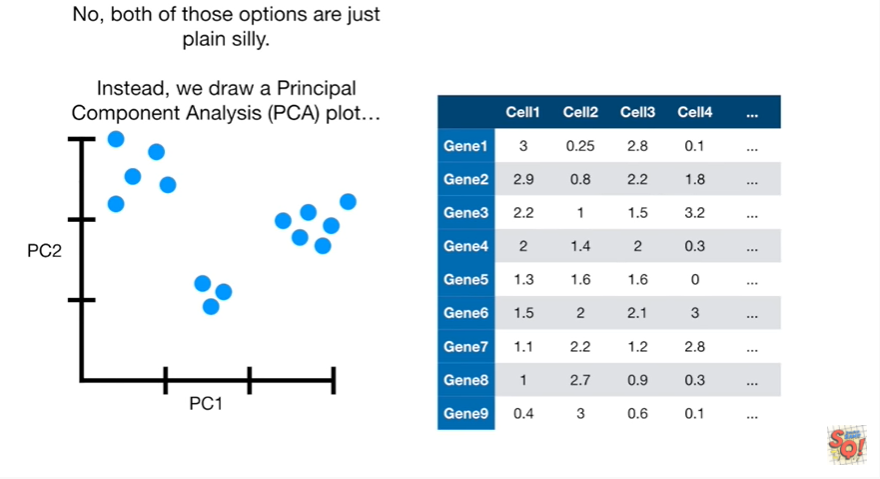 No, both of those options are just
plain silly.
Instead, we draw a Principal
Component Analysis (PCA) plot…
PC2
PC1
Cell1 Cell2 Cell3 Cell4 ...
Gene1 3 0.25 2.8 0.1 ...
Gene2 2.9 0.8 2.2 1.8 ...
Gene3 2.2 1 1.5 3.2 ...
Gene4 2 1.4 2 0.3 ...
Gene5 1.3 1.6 1.6 0 ...
Gene6 1.5 2 2.1 3 ...
Gene7 1.1 2.2 1.2 2.8 ...
Gene8 1 2.7 0.9 0.3 ...
Gene9 0.4 3 0.6 0.1 ...
SQ!